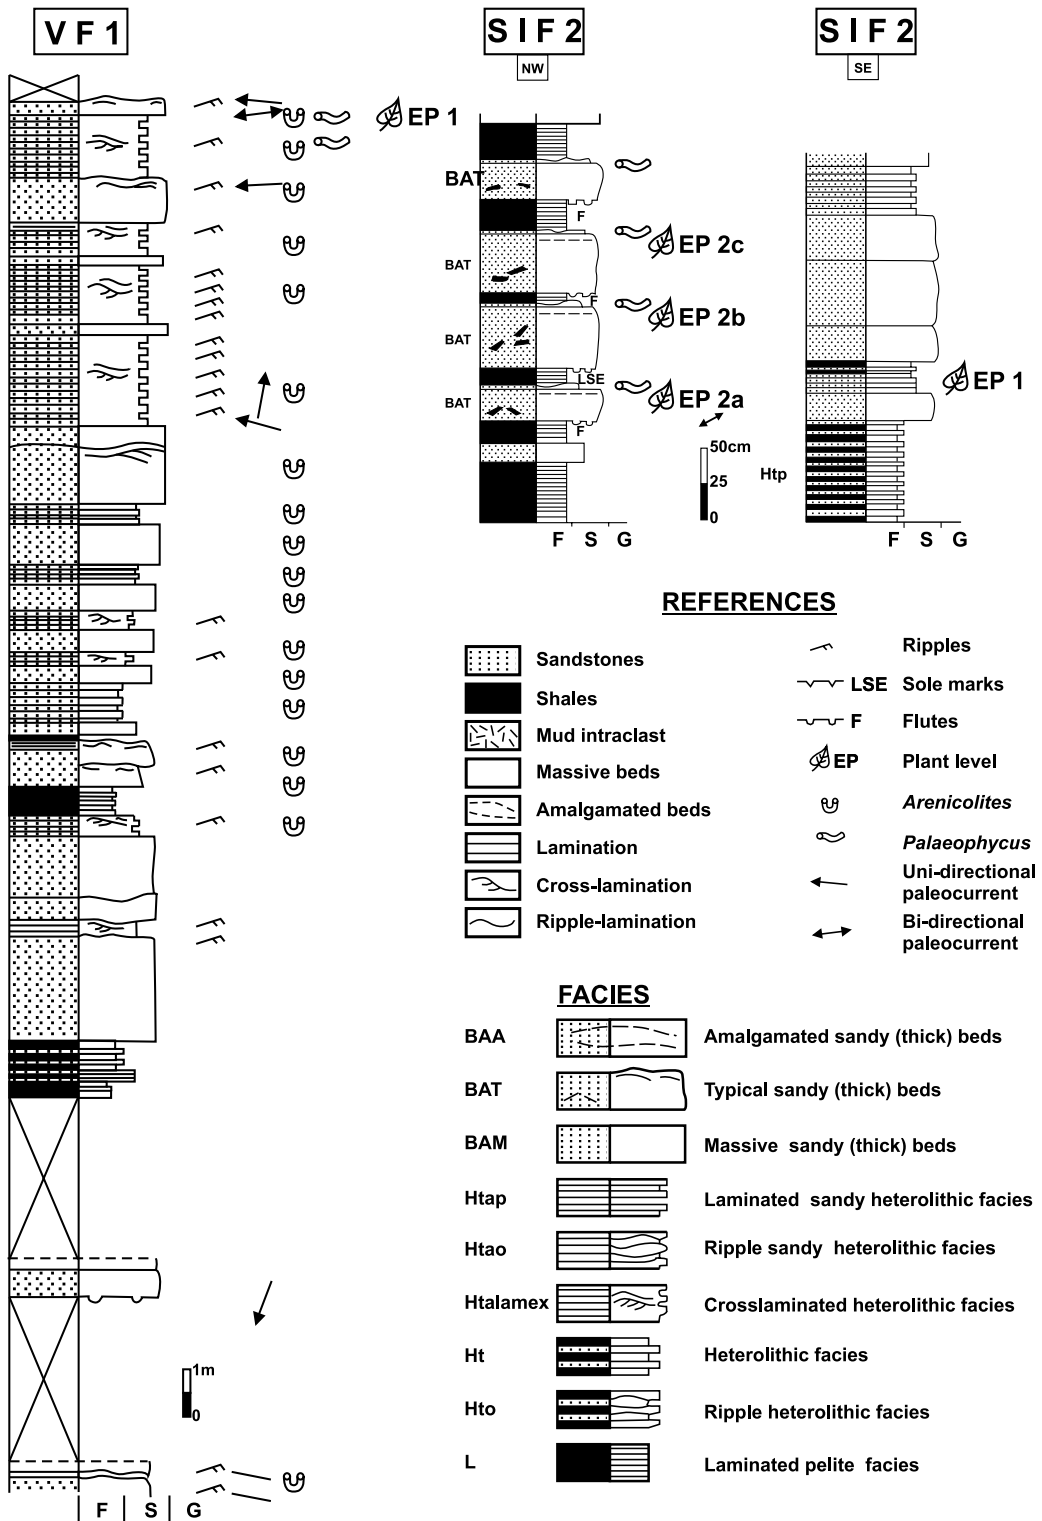 V F 1
S I F 2
NW
S I F 2
SE
EP 1
BAT
F
EP 2c
BAT
F
EP 2b
BAT
LSE
EP 2a
BAT
F
50cm
25
0
F S G
EP 1
Htp
F S G
REFERENCES
Sandstones
Shales
Mud intraclast
Massive beds
Amalgamated beds
Lamination
Cross-lamination
Ripple-lamination
Ripples
LSE Sole marks
F Flutes
EP Plant level
Arenicolites
Palaeophycus
Uni-directional
paleocurrent
Bi-directional
paleocurrent
FACIES
BAA Amalgamated sandy (thick) beds
BAT Typical sandy (thick) beds
BAM Massive sandy (thick) beds
Htap Laminated sandy heterolithic facies
Htao Ripple sandy heterolithic facies
Htalamex Crosslaminated heterolithic facies
Ht Heterolithic facies
Hto Ripple heterolithic facies
L Laminated pelite facies
1m
0
F S G